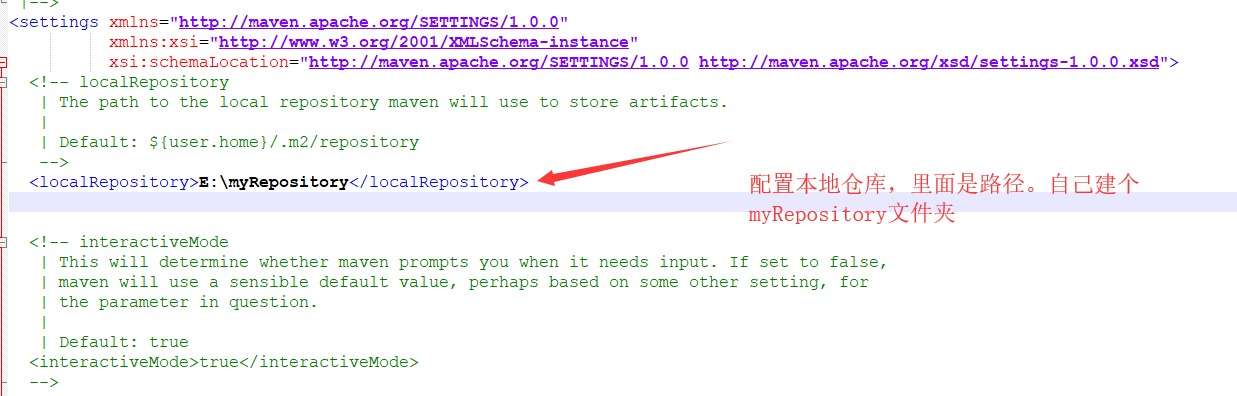 |-->
<settings xmlns="http://maven.apache.org/SETTINGS/1.0.0"
xmlns:xsi="http://www.w3.org/2001/XMLSchema-instance"
xsi:schemaLocation="http://maven.apache.org/SETTINGS/1.0.0 http://maven.apache.org/xsd/settings-1.0.0.xsd">
<!-- localRepository
| The path to the local repository maven will use to store artifacts.
|
| Default: ${user.home}/.m2/repository
-->
<localRepository>E:\myRepository</localRepository>
配置本地仓库，里面是路径。自己建个
myRepository文件夹
<!-- interactiveMode
| This will determine whether maven prompts you when it needs input. If set to false,
| maven will use a sensible default value, perhaps based on some other setting, for
| the parameter in question.
|
| Default: true
<interactiveMode>true</interactiveMode>
-->